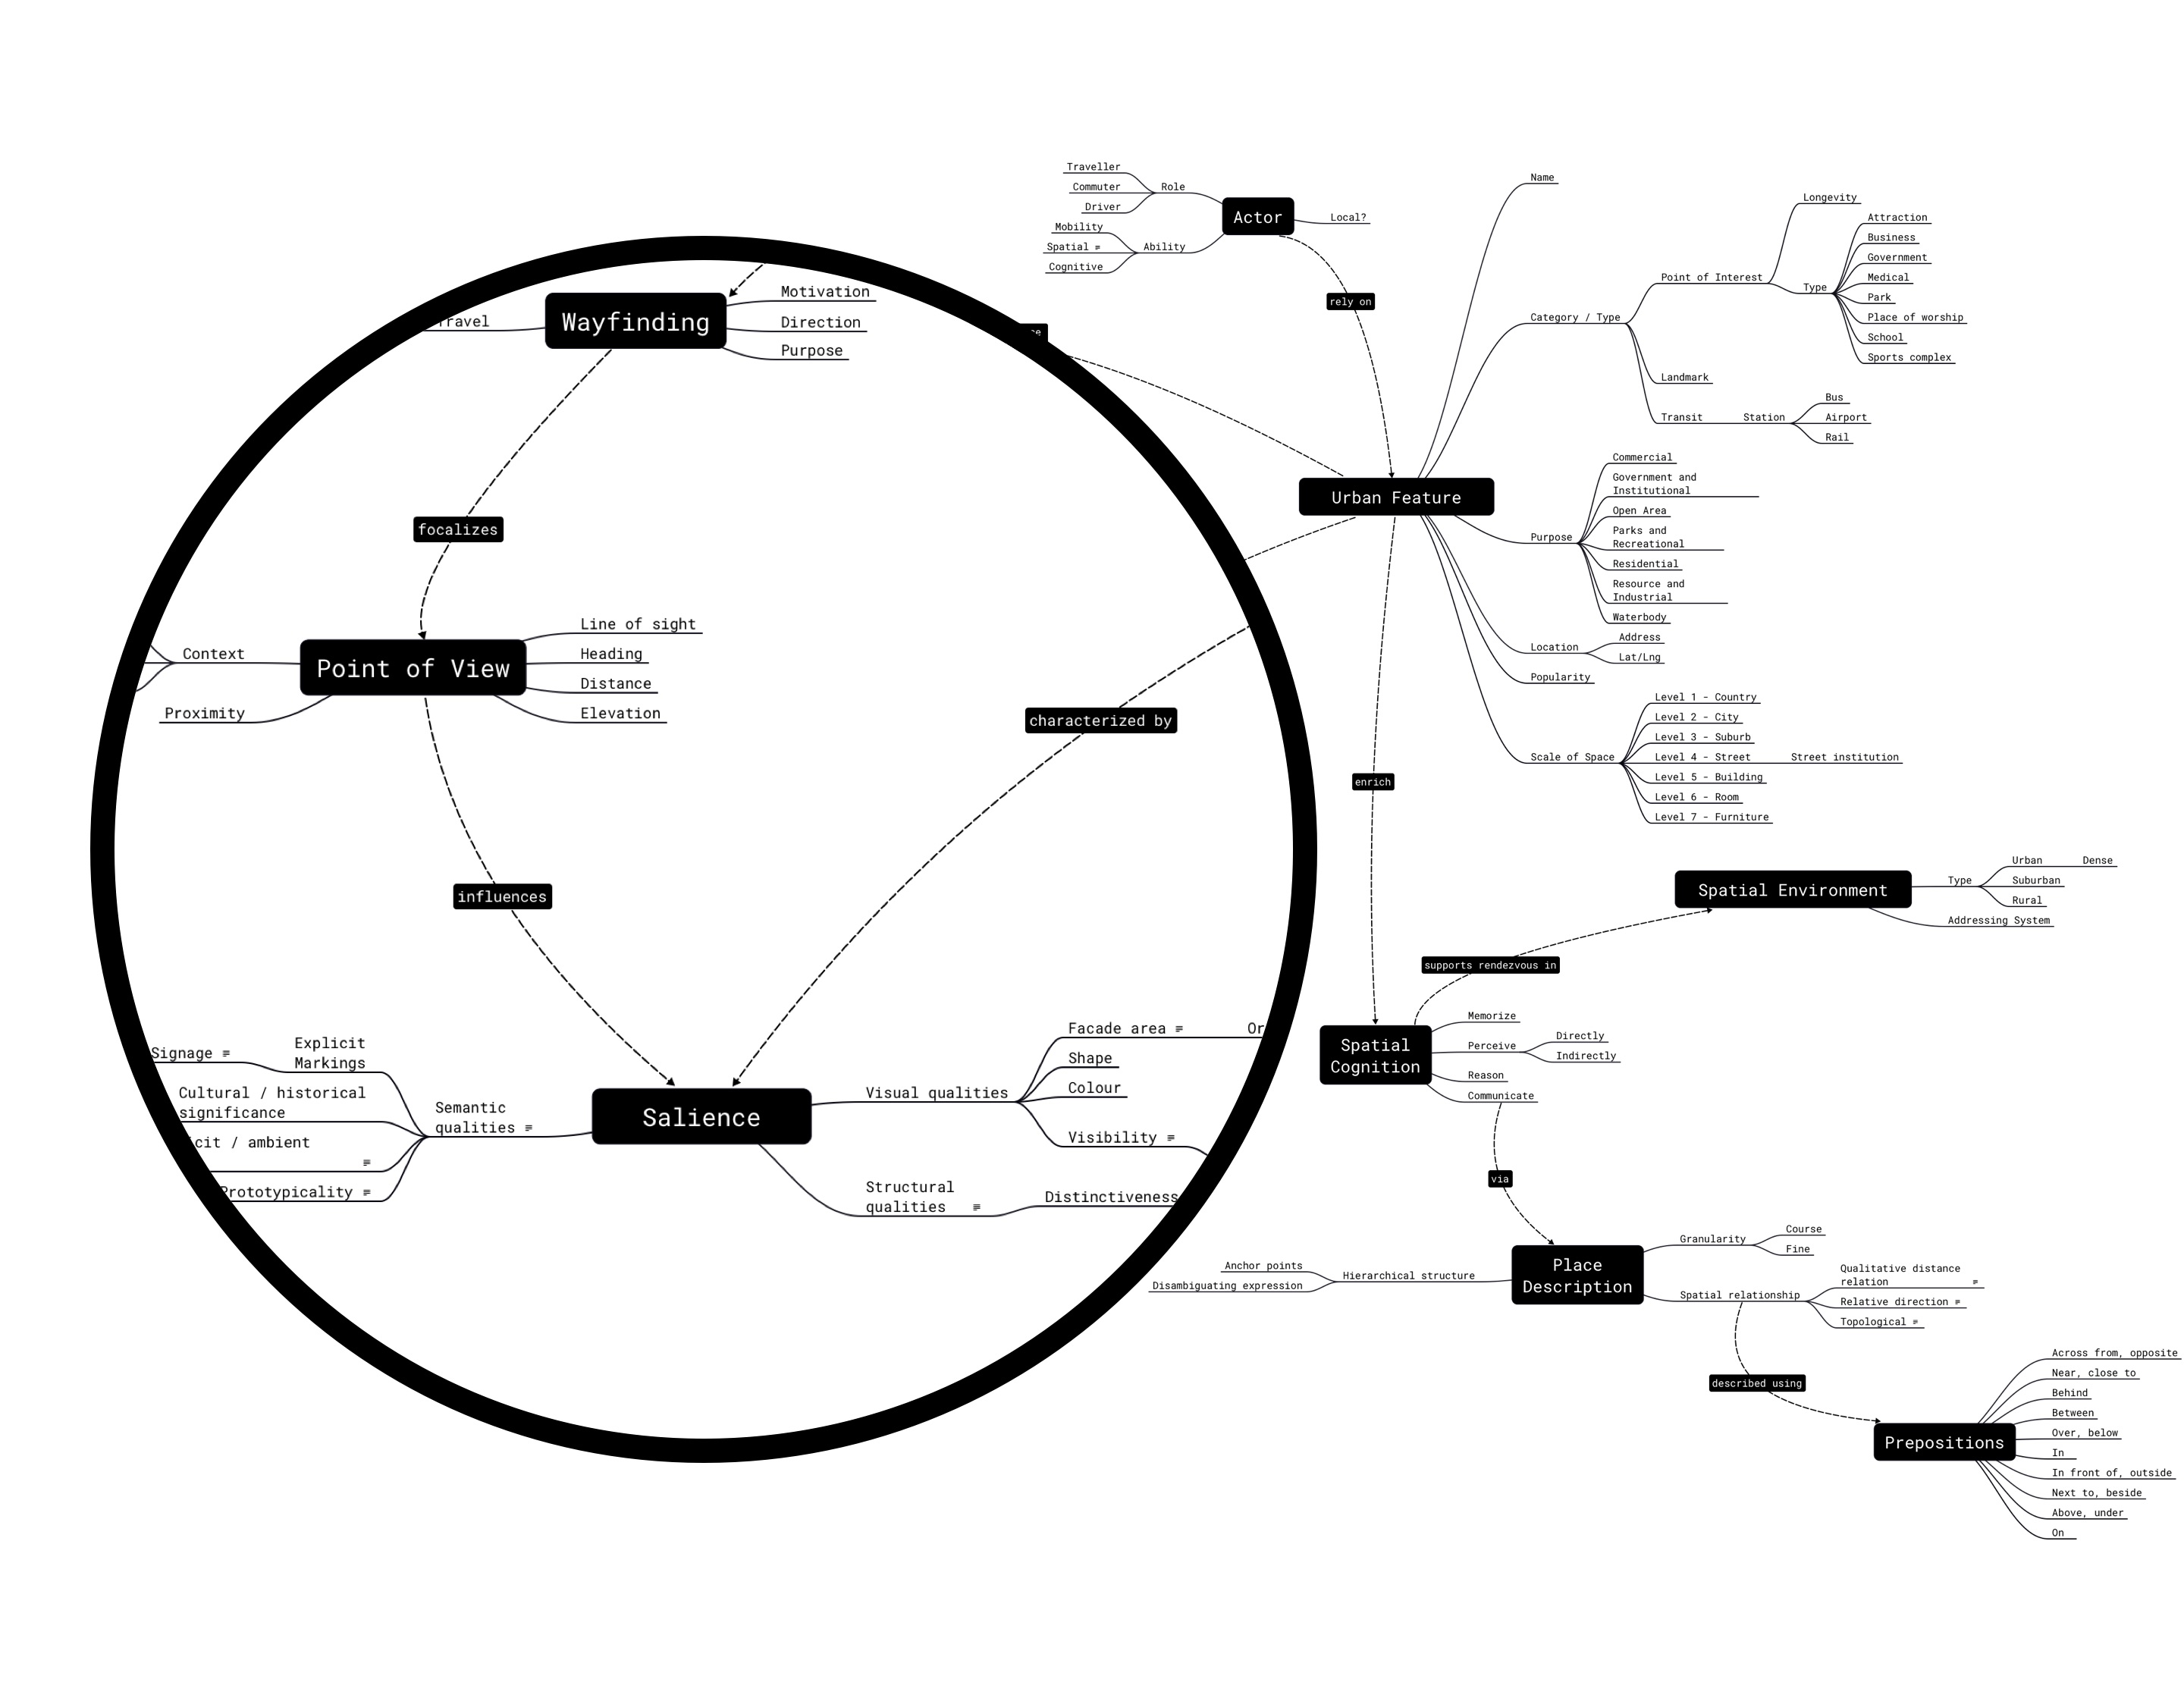 Traveller
Commuter
Driver
Role
Mobility
Spatial
Cognitive
Ability
Actor
Local?
rely on
Name
Longevity
Attraction
Business
Government
Medical
Park
Place of worship
School
Sports complex
Type
Point of Interest
Category / Type
Landmark
Transit
Station
Bus
Airport
Rail
Urban Feature
Commercial
Government and
Institutional
Open Area
Parks and
Recreational
Residential
Resource and
Industrial
Waterbody
Purpose
Location
Address
Lat/Lng
Popularity
Scale of Space
Level 1 - Country
Level 2 - City
Level 3 - Suburb
Level 4 - Street
Street institution
Level 5 - Building
Level 6 - Room
Level 7 - Furniture
Travel
Wayfinding
Motivation
Direction
Purpose
focalizes
Context
Proximity
Point of View
Line of sight
Heading
Distance
Elevation
characterized by
influences
enrich
Signage
Explicit
Markings
Cultural / historical
significance
/ ambient
Prototypicality
Semantic
qualities
Salience
Visual qualities
Facade area
Shape
Colour
Visibility
Structural
qualities
Distinctiveness
Spatial Environment
Type
Urban
Dense
Suburban
Rural
Addressing System
supports rendezvous in
Spatial
Cognition
Memorize
Perceive
Directly
Indirectly
Reason
Communicate
via
Place
Description
Anchor points
Disambiguating expression
Hierarchical structure
Granularity
Course
Fine
Spatial relationship
Qualitative distance
relation
Relative direction
Topological
described using
Prepositions
Across from, opposite
Near, close to
Behind
Between
Over, below
In
In front of, outside
Next to, beside
Above, under
On